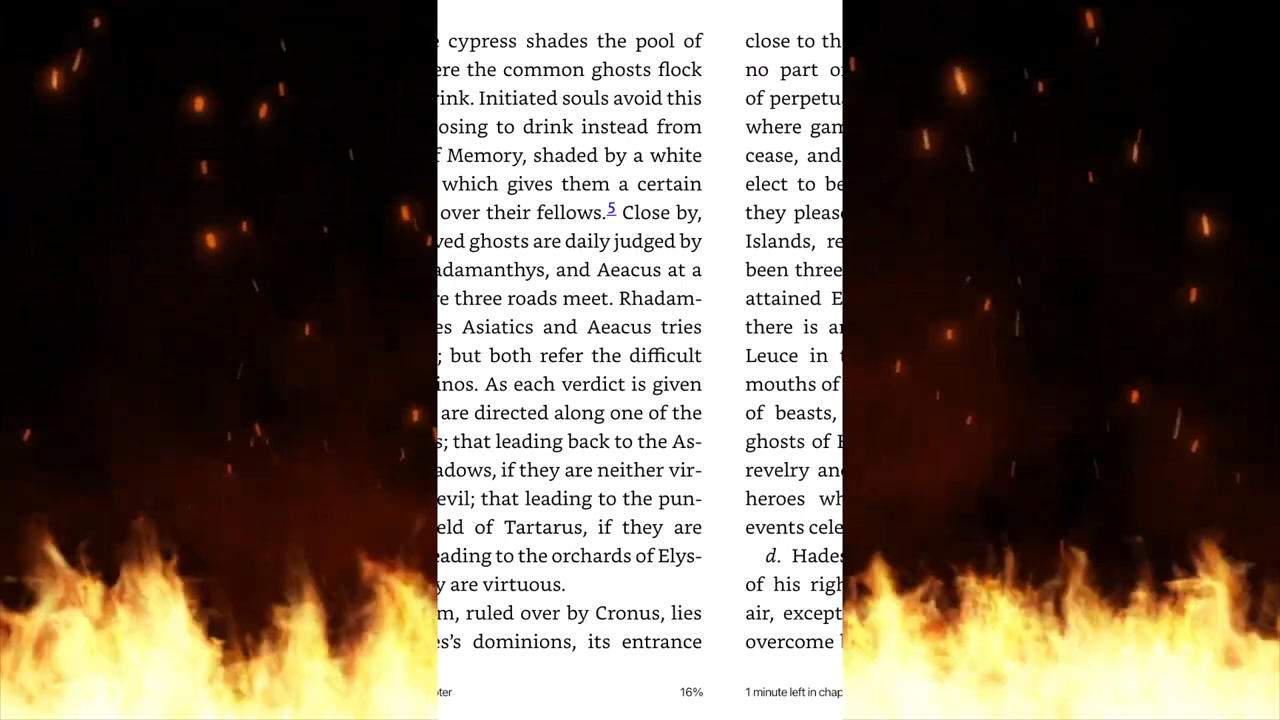 cypress shades the pool of
ere the common ghosts flock
rink. Initiated souls avoid this
osing to drink instead from
f Memory, shaded by a white
which gives them a certain
over their fellows.5 Close by,
ved ghosts are daily judged by
adamanthys, and Aeacus at a
re three roads meet. Rhadam-
es Asiatics and Aeacus tries
; but both refer the difficult
inos. As each verdict is given
are directed along one of the
s; that leading back to the As-
adows, if they are neither vir-
evil; that leading to the pun-
eld of Tartarus, if they are
eading to the orchards of Elys-
y are virtuous.
m, ruled over by Cronus, lies
es’s dominions, its entrance
oter
16%
close to th
no part o
of perpetu
where gam
cease, and
elect to be
they pleas
Islands, re
been three
attained E
there is a
Leuce in t
mouths of
of beasts,
ghosts of
revelry and
heroes wh
events cele
d. Hades
of his righ
air, except
overcome
1 minute left in chap